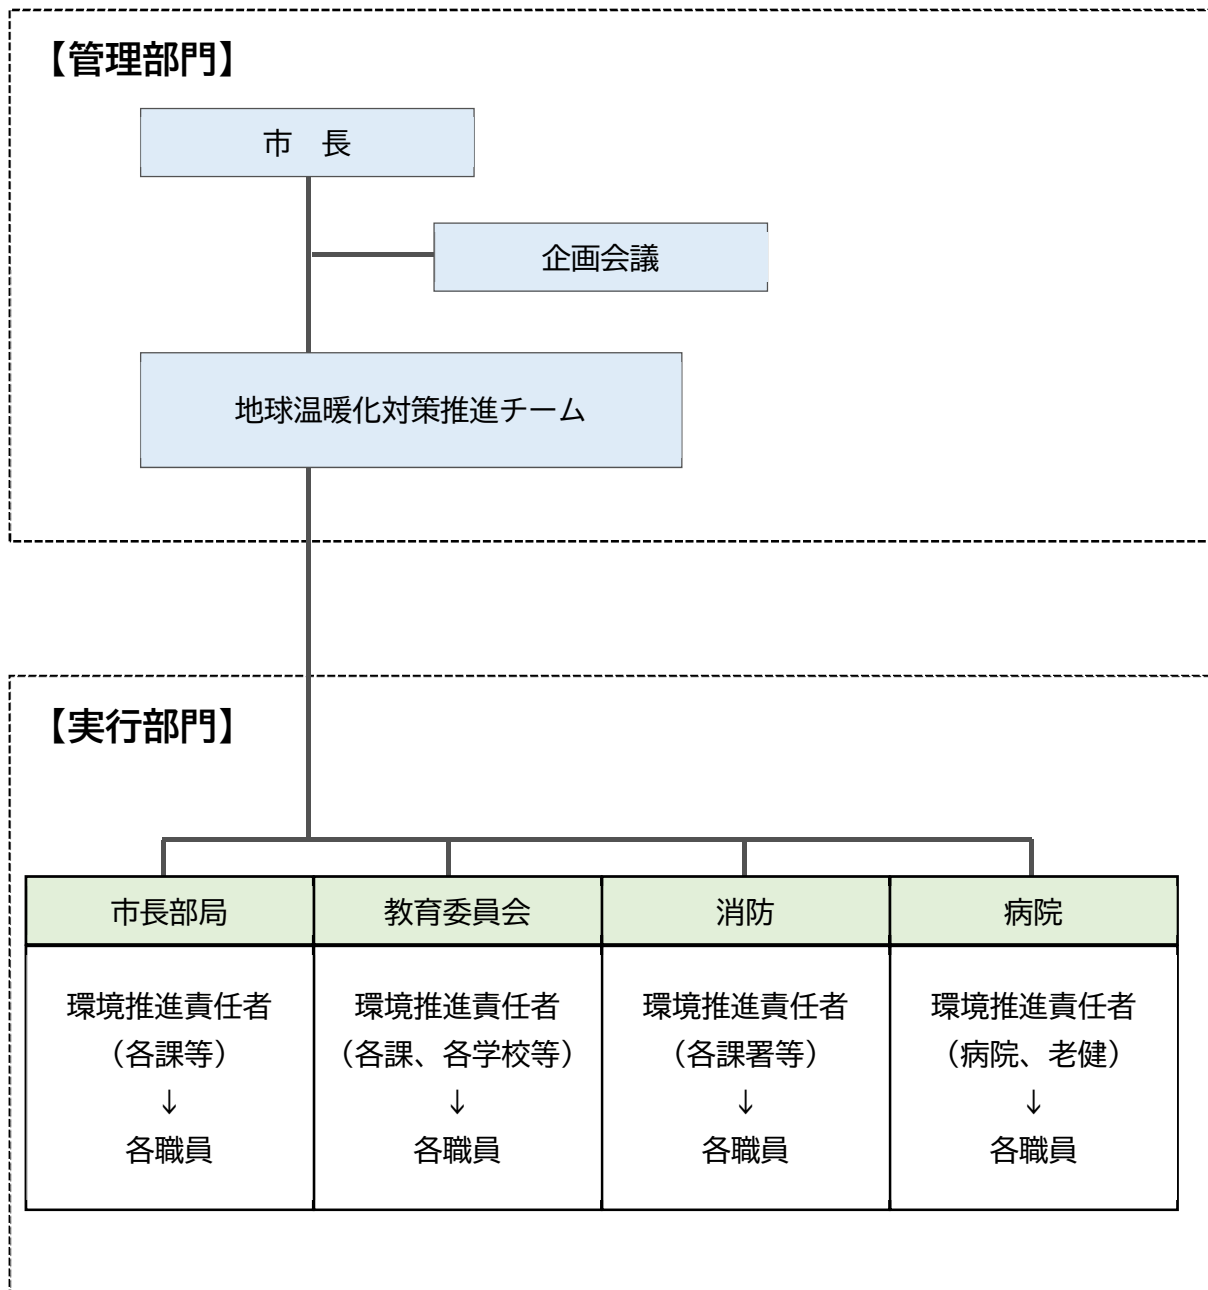 【管理部門】
市　長
企画会議
地球温暖化対策推進チーム
【実行部門】
市長部局
教育委員会
消防
病院
環境推進責任者
（各課等）
↓
各職員
環境推進責任者
（各課、各学校等）
↓
各職員
環境推進責任者
（各課署等）
↓
各職員
環境推進責任者
（病院、老健）
↓
各職員